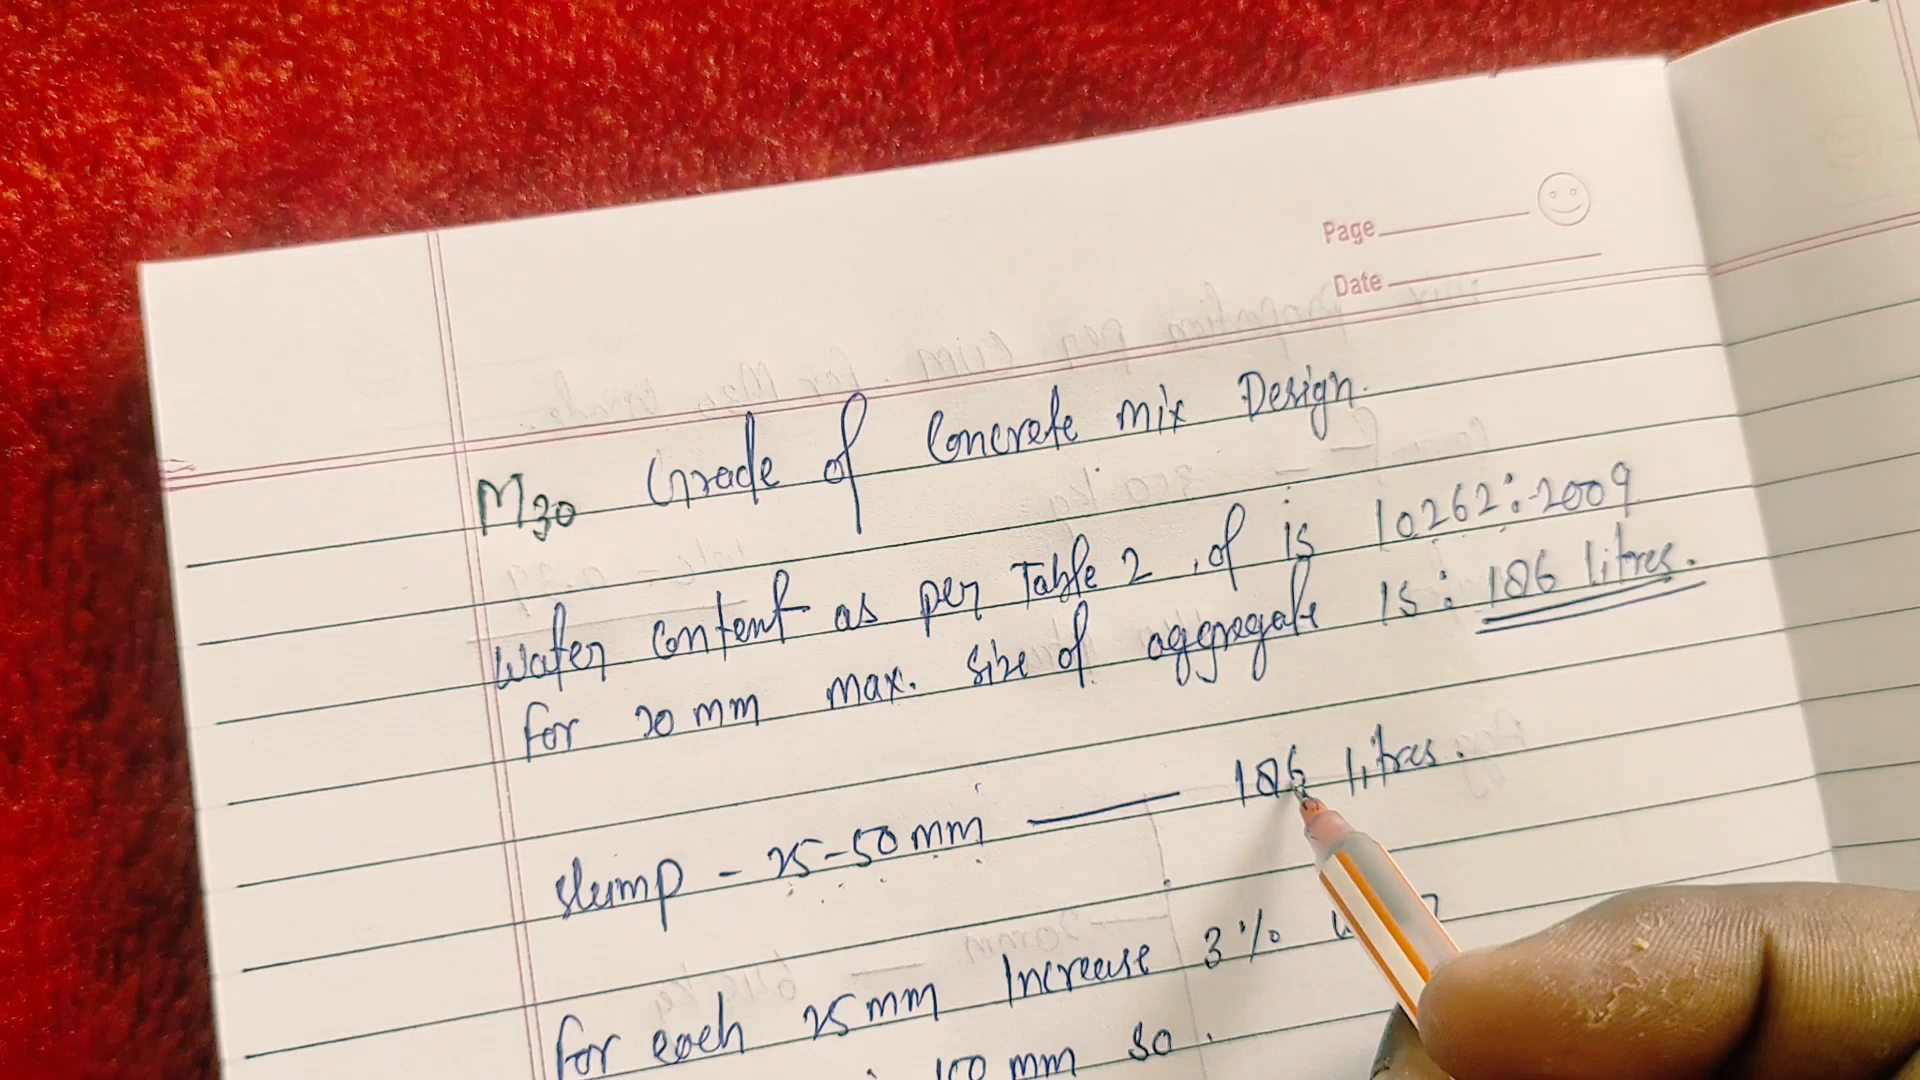 Page
Date
M30 Grade of Concrete mix Design.
Water content as per Table 2, of is 10262:-2009
for 20 mm max. size of aggregate is : 186 litres.
slump - 25-50 mm — 186 litres.
for each 25 mm Increase 3%
100 mm so.